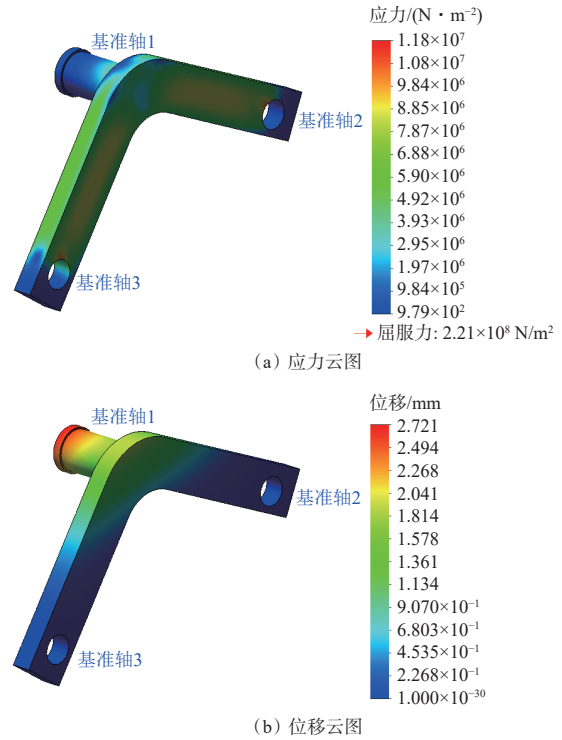 应力/(N・m⁻²)
基准轴1
1.18×10⁷
1.08×10⁷
9.84×10⁶
8.85×10⁶
7.87×10⁶
6.88×10⁶
5.90×10⁶
4.92×10⁶
3.93×10⁶
2.95×10⁶
1.97×10⁶
9.84×10⁵
9.79×10²
基准轴2
基准轴3
屈服力: 2.21×10⁸ N/m²
(a) 应力云图
位移/mm
基准轴1
2.721
2.494
2.268
2.041
1.814
1.578
1.361
1.134
9.070×10⁻¹
6.803×10⁻¹
4.535×10⁻¹
2.268×10⁻¹
1.000×10⁻³⁰
基准轴2
基准轴3
(b) 位移云图